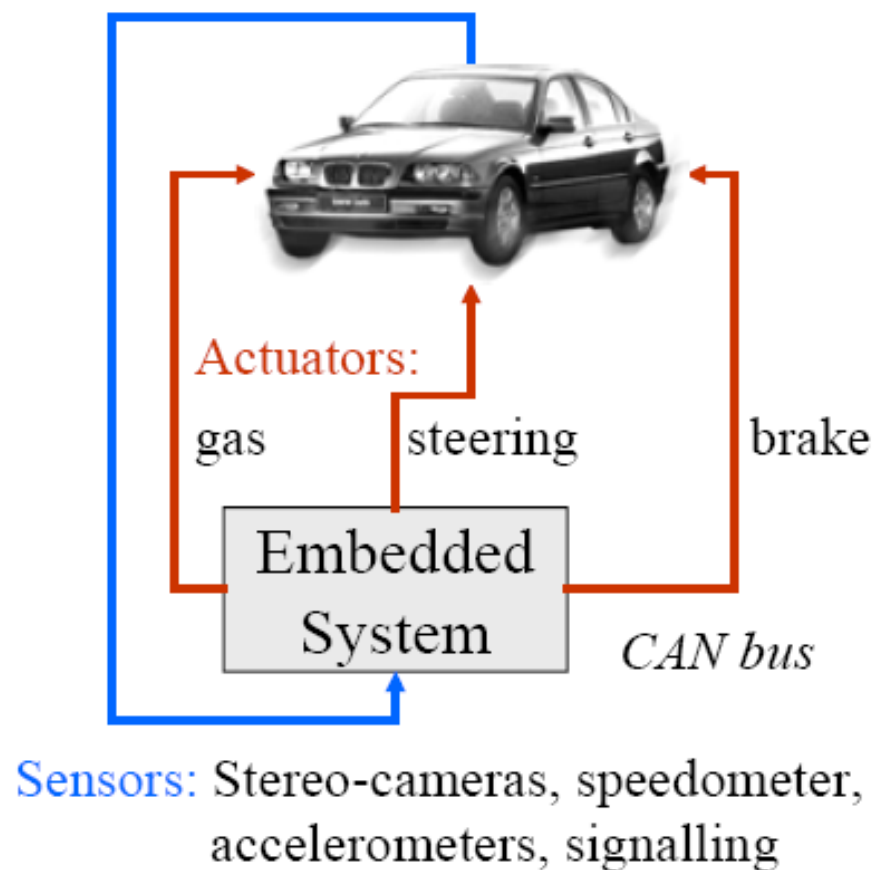 Actuators:
gas steering brake
Embedded
System
CAN bus
Sensors: Stereo-cameras, speedometer,
accelerometers, signalling